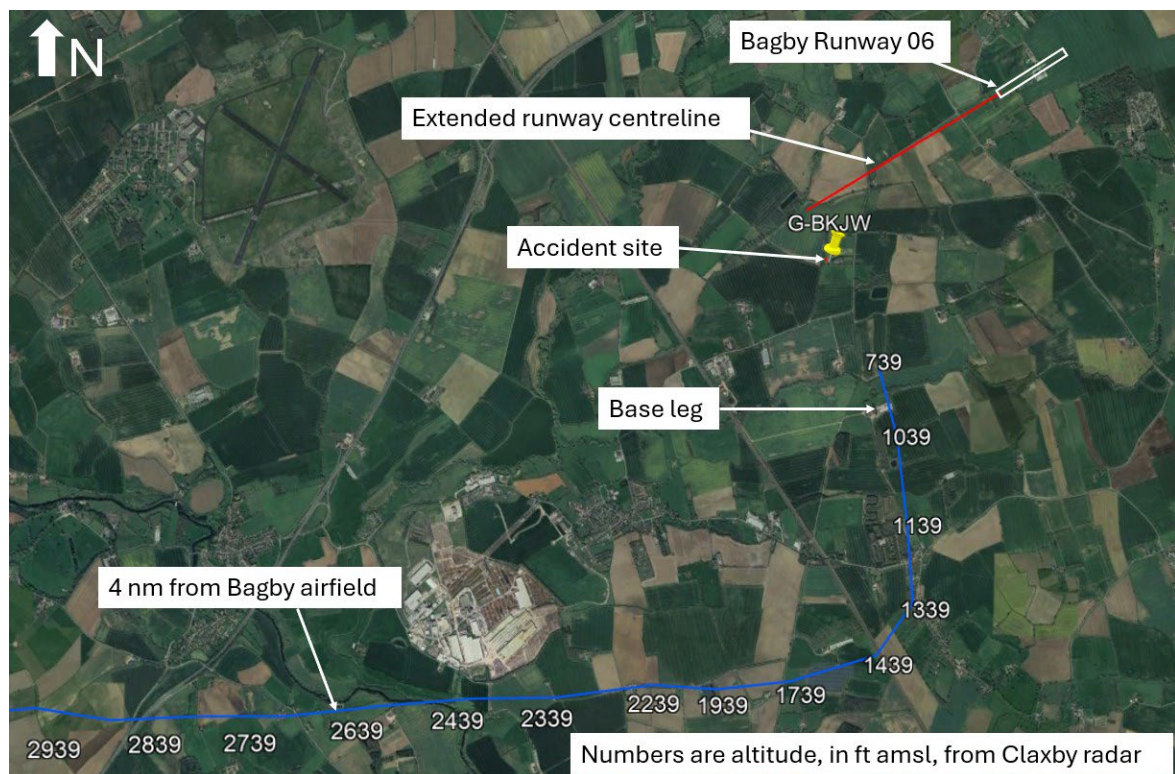 N
Bagby Runway 06
Extended runway centreline
G-BKJW
Accident site
739
Base leg
1039
1139
4 nm from Bagby airfield
1339
1439
1739
1939
2239
2339
2439
2639
2739
2839
2939
Numbers are altitude, in ft amsl, from Claxby radar